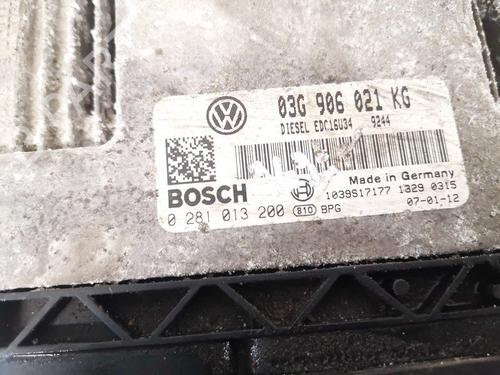 03G 906 021 KG
DIESEL EDC16U34 9244
BOSCH
Made in Germany
1039S17177 1329 0315
0 281 013 200 810 BPG 07-01-12